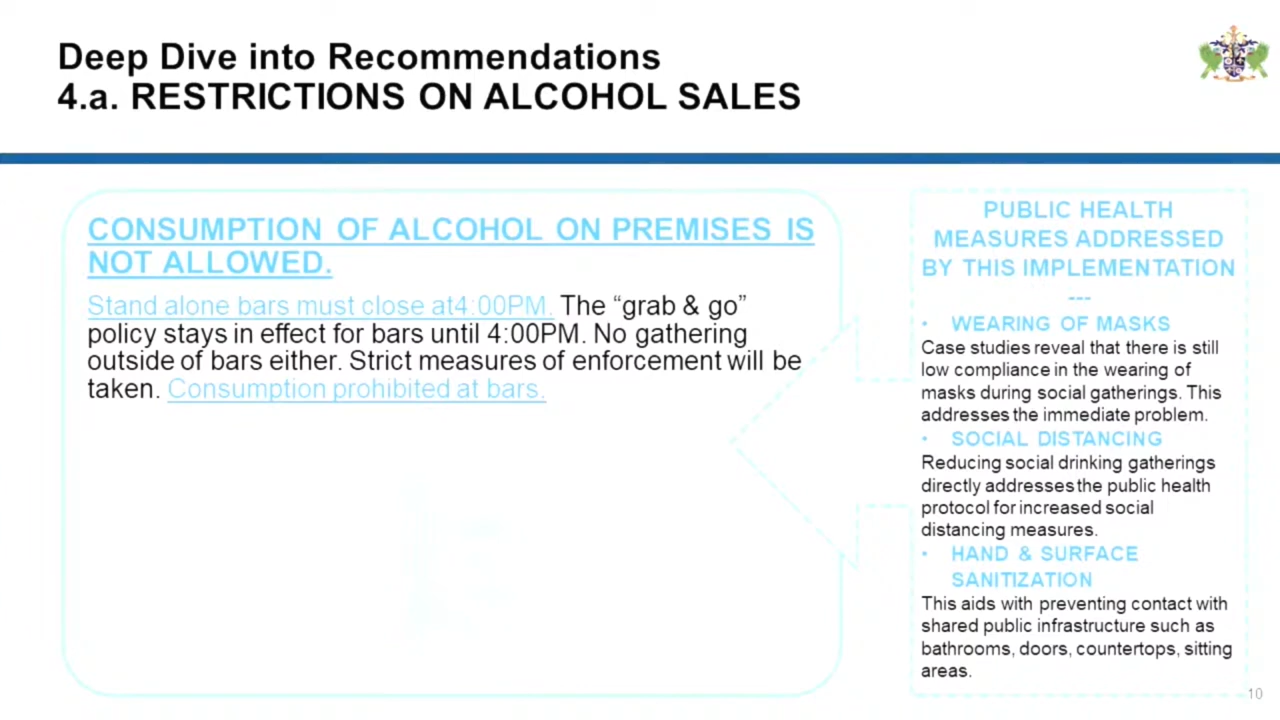 Deep Dive into Recommendations
4.a. RESTRICTIONS ON ALCOHOL SALES
CONSUMPTION OF ALCOHOL ON PREMISES IS
NOT ALLOWED.
Stand alone bars must close at4:00PM. The “grab & go”
policy stays in effect for bars until 4:00PM. No gathering
outside of bars either. Strict measures of enforcement will be
taken. Consumption prohibited at bars.
PUBLIC HEALTH
MEASURES ADDRESSED
BY THIS IMPLEMENTATION
---
• WEARING OF MASKS
Case studies reveal that there is still
low compliance in the wearing of
masks during social gatherings. This
addresses the immediate problem.
• SOCIAL DISTANCING
Reducing social drinking gatherings
directly addresses the public health
protocol for increased social
distancing measures.
• HAND & SURFACE
SANITIZATION
This aids with preventing contact with
shared public infrastructure such as
bathrooms, doors, countertops, sitting
areas.
10